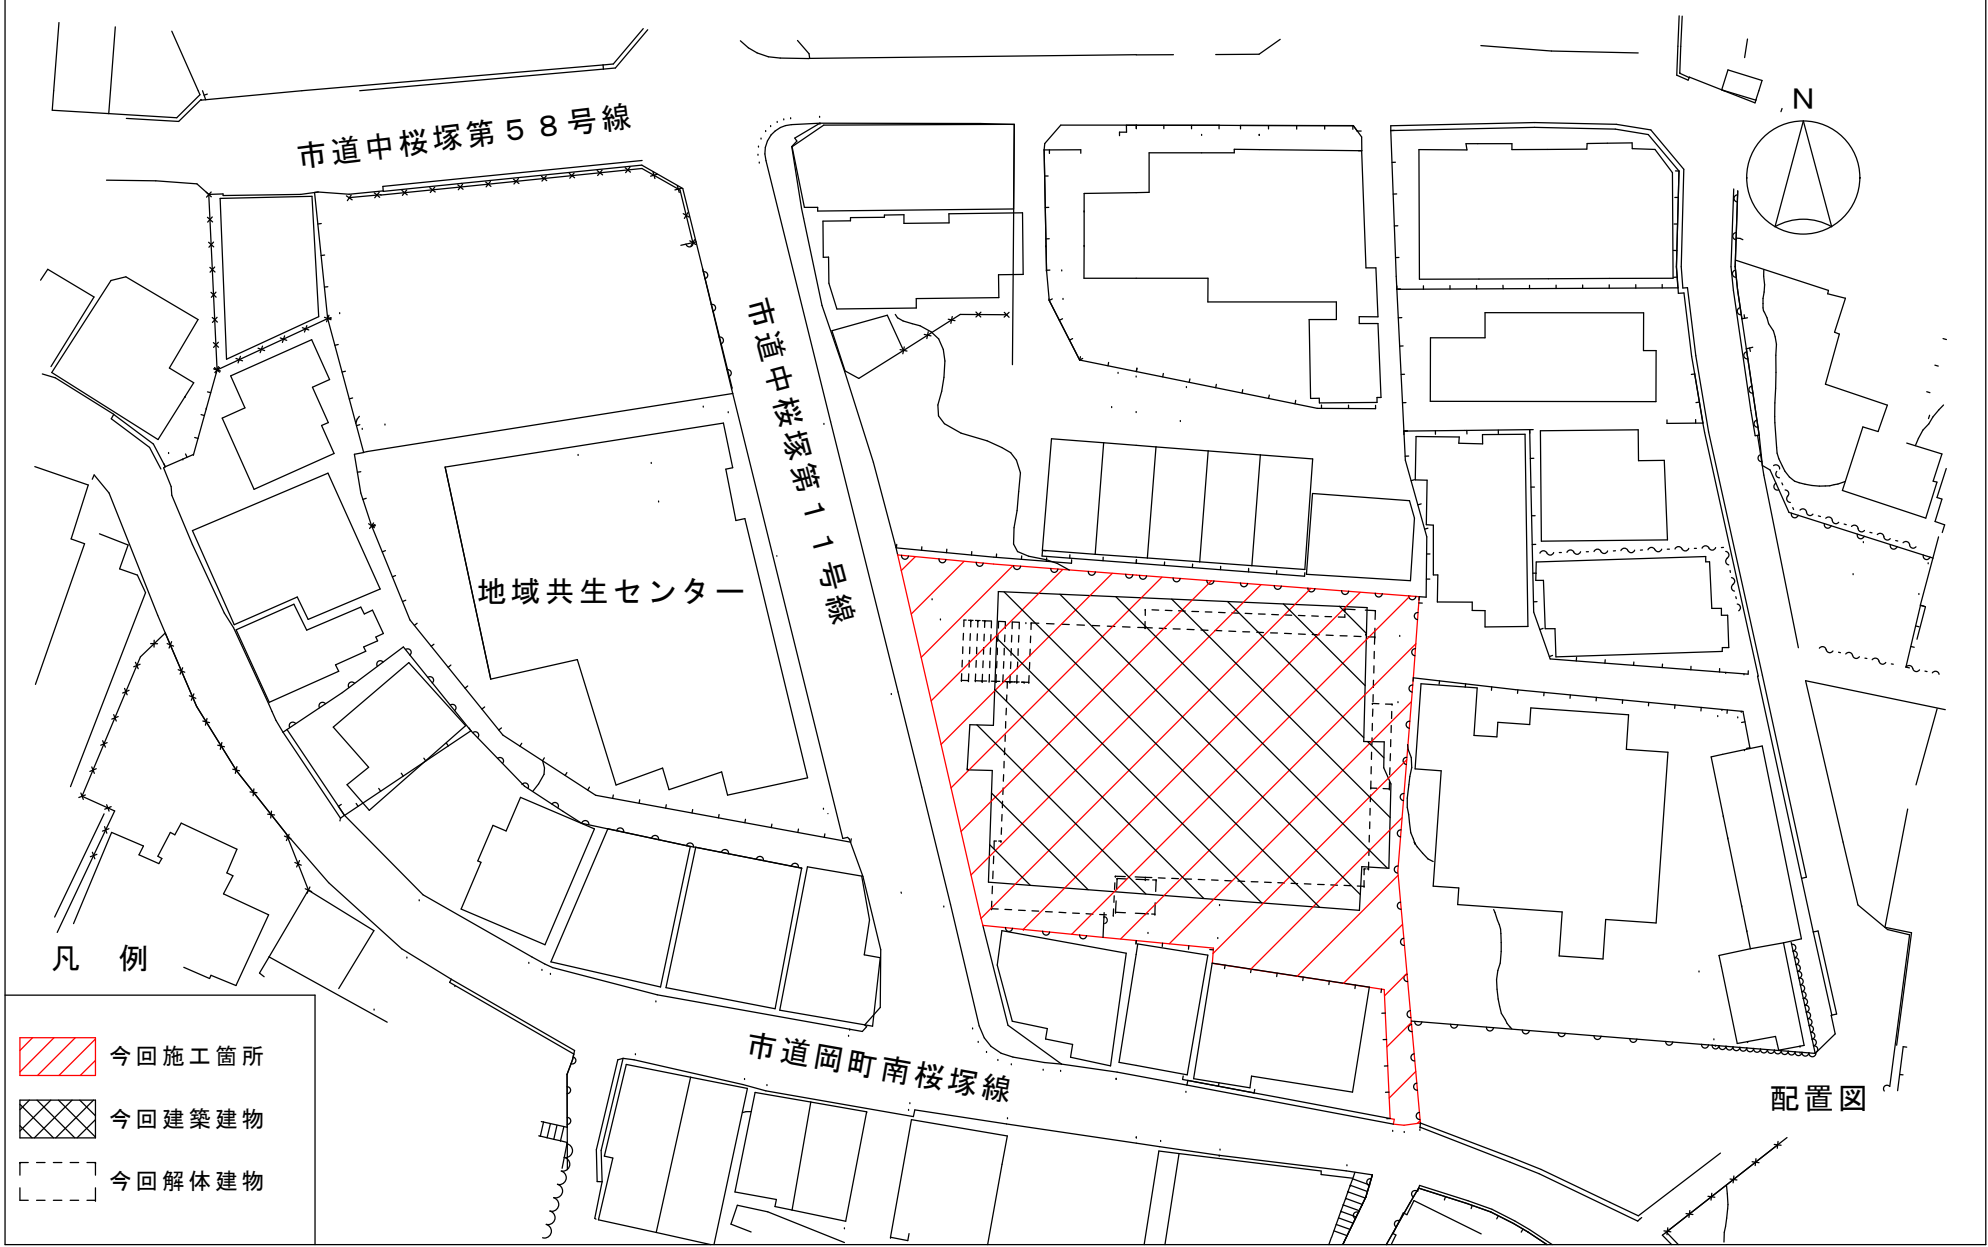 N
市道中桜塚第５８号線
市道中桜塚第１１号線
地域共生センター
市道岡町南桜塚線
凡　例
今回施工箇所
今回建築建物
今回解体建物
配置図